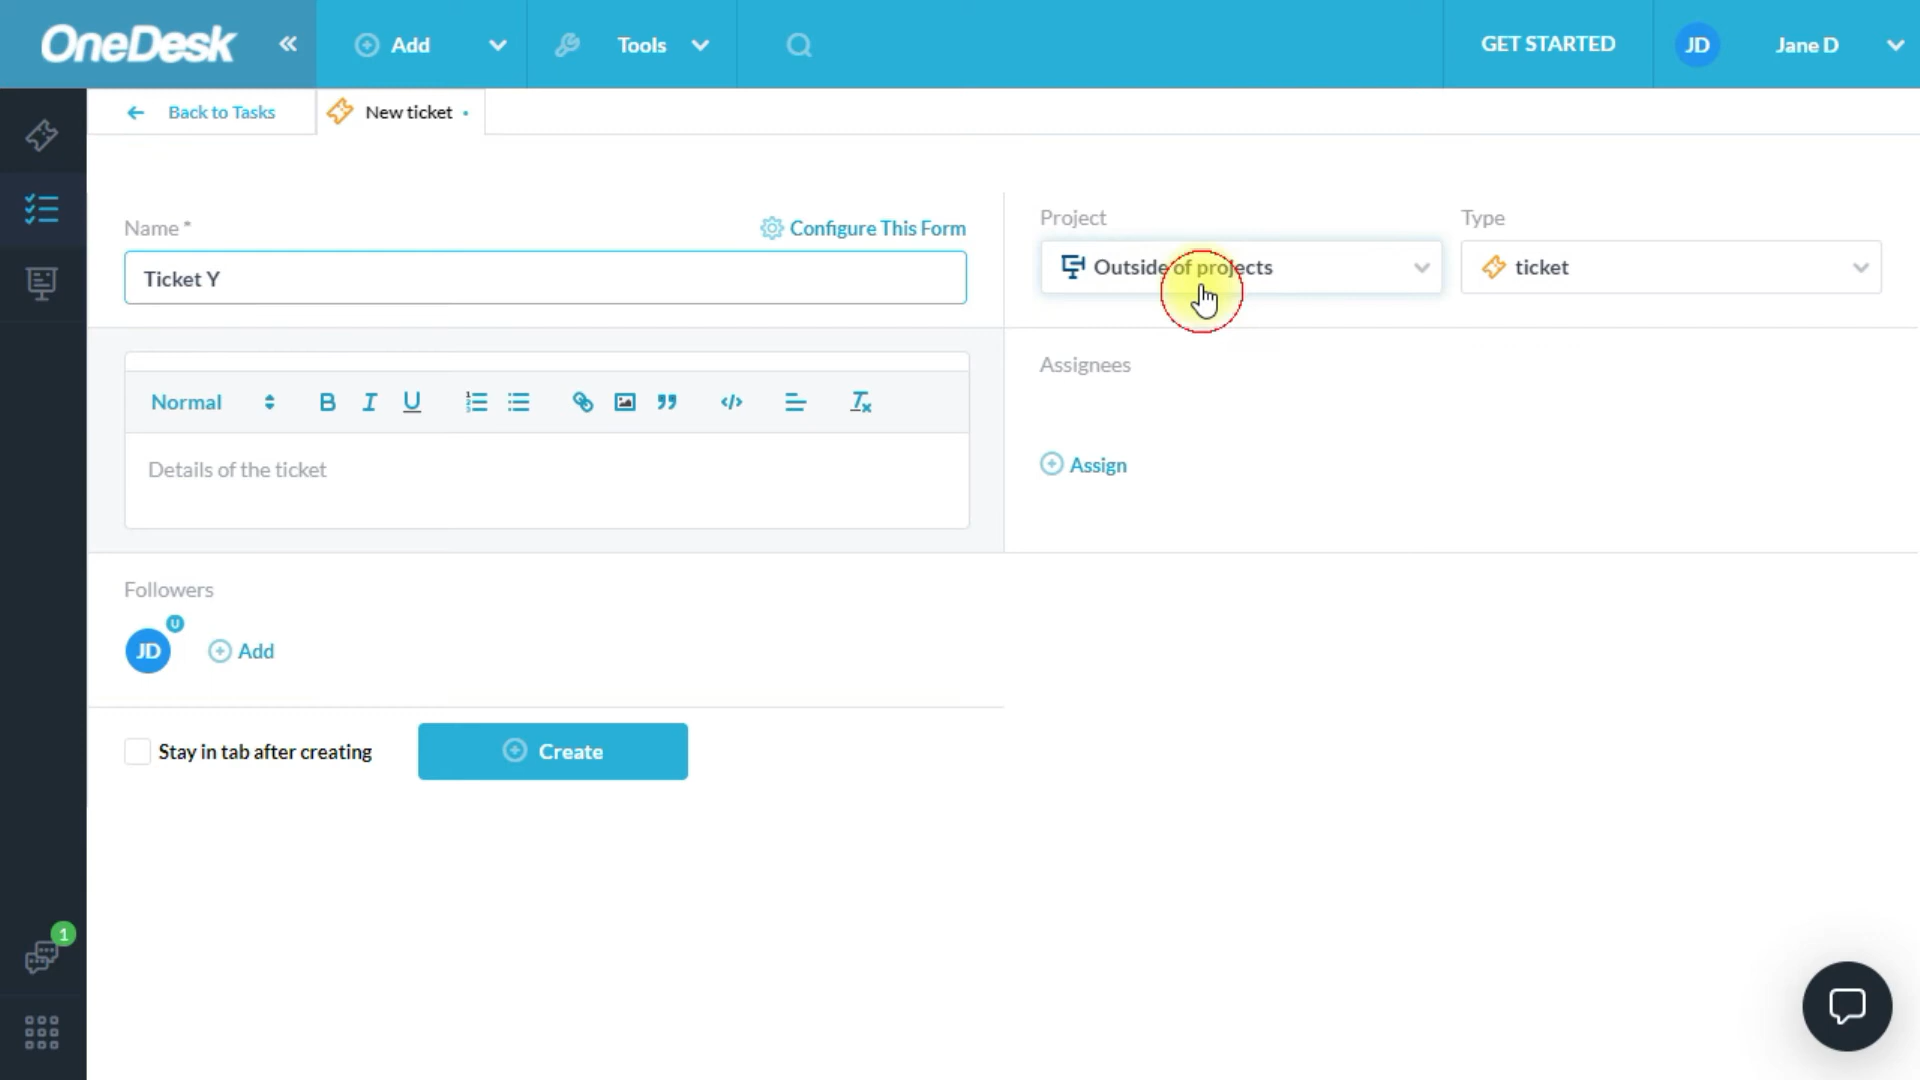 OneDesk
Add
Tools
GET STARTED
JD
Jane D
Back to Tasks
New ticket
Name *
Configure This Form
Ticket Y
Project
Outside of projects
Type
ticket
Normal
Details of the ticket
Assignees
Assign
Followers
U
JD
Add
Stay in tab after creating
Create
1